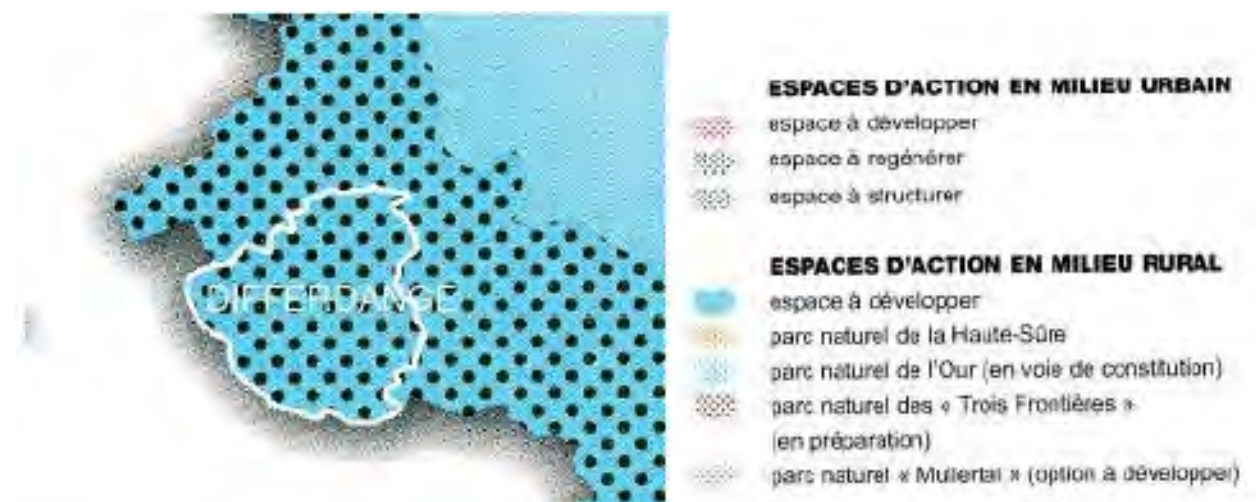 DIFFERDANGE
ESPACES D'ACTION EN MILIEU URBAIN
espace à développer
espace à regénérer
espace à structurer
ESPACES D'ACTION EN MILIEU RURAL
espace à développer
parc naturel de la Haute-Sûre
parc naturel de l'Our (en voie de constitution)
parc naturel des « Trois Frontières »
(en préparation)
parc naturel « Mullertal » (option à développer)